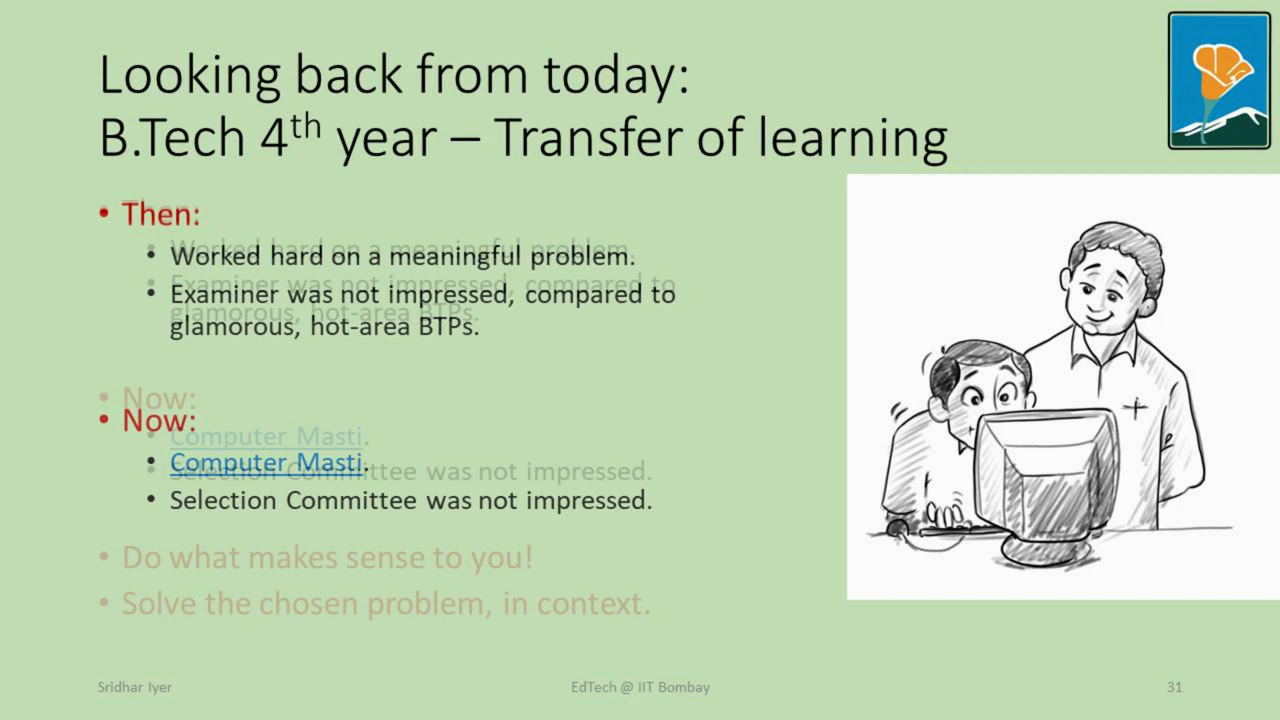 Looking back from today:
B.Tech 4th year – Transfer of learning
• Then:
• Worked hard on a meaningful problem.
• Examiner was not impressed, compared to
glamorous, hot-area BTPs.
• Now:
• Computer Masti.
• Selection Committee was not impressed.
• Do what makes sense to you!
• Solve the chosen problem, in context.
Sridhar Iyer
EdTech @ IIT Bombay
31